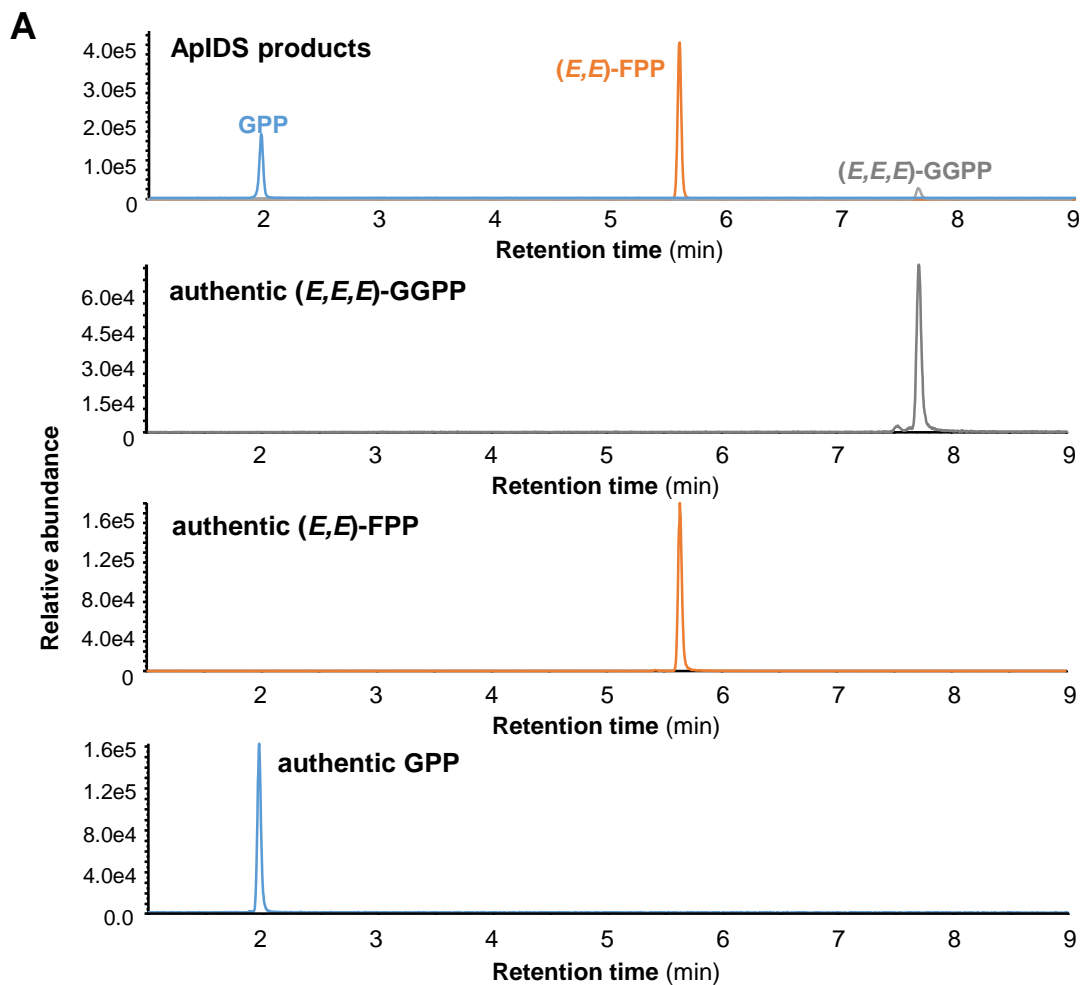 A
ApIDS products
4.0e5
3.0e5
2.0e5
1.0e5
0
GPP
(E,E)-FPP
(E,E,E)-GGPP
2 3 4 5 6 7 8 9
Retention time (min)
authentic (E,E,E)-GGPP
6.0e4
4.5e4
3.0e4
1.5e4
0
2 3 4 5 6 7 8 9
Retention time (min)
Relative abundance
authentic (E,E)-FPP
1.6e5
1.2e5
8.0e4
4.0e4
0
2 3 4 5 6 7 8 9
Retention time (min)
authentic GPP
1.6e5
1.2e5
8.0e4
4.0e4
0.0
2 3 4 5 6 7 8 9
Retention time (min)